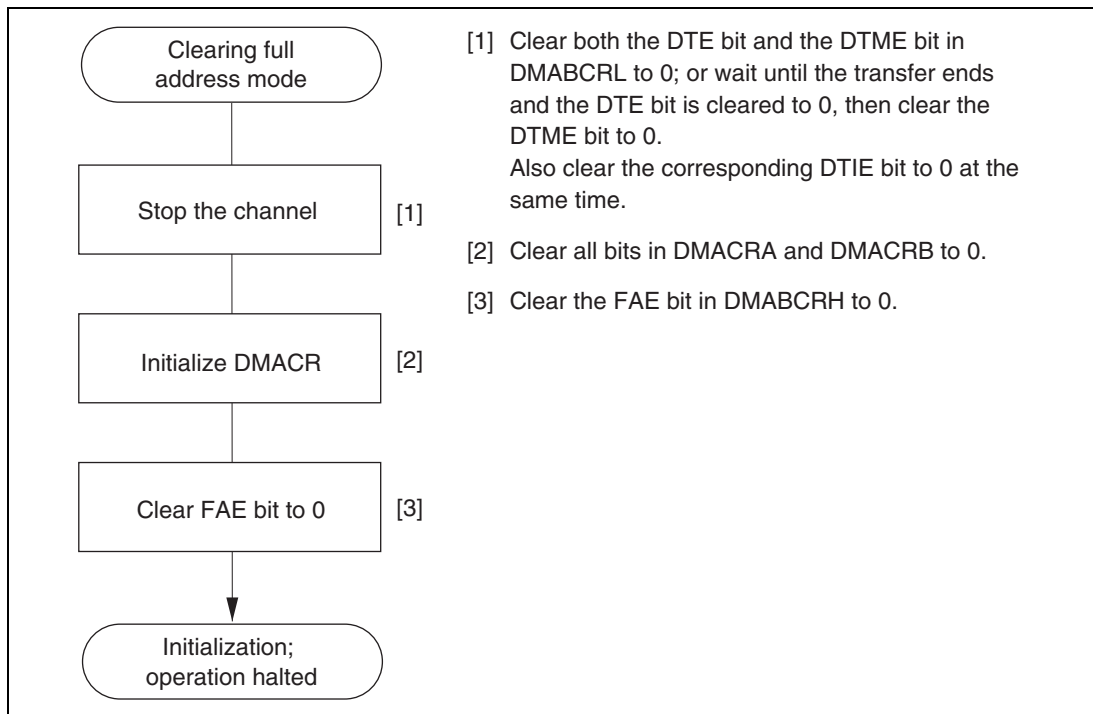 Clearing full
address mode
Stop the channel
[1]
Initialize DMACR
[2]
Clear FAE bit to 0
[3]
Initialization;
operation halted
[1] Clear both the DTE bit and the DTME bit in
DMABCRL to 0; or wait until the transfer ends
and the DTE bit is cleared to 0, then clear the
DTME bit to 0.
Also clear the corresponding DTIE bit to 0 at the
same time.
[2] Clear all bits in DMACRA and DMACRB to 0.
[3] Clear the FAE bit in DMABCRH to 0.